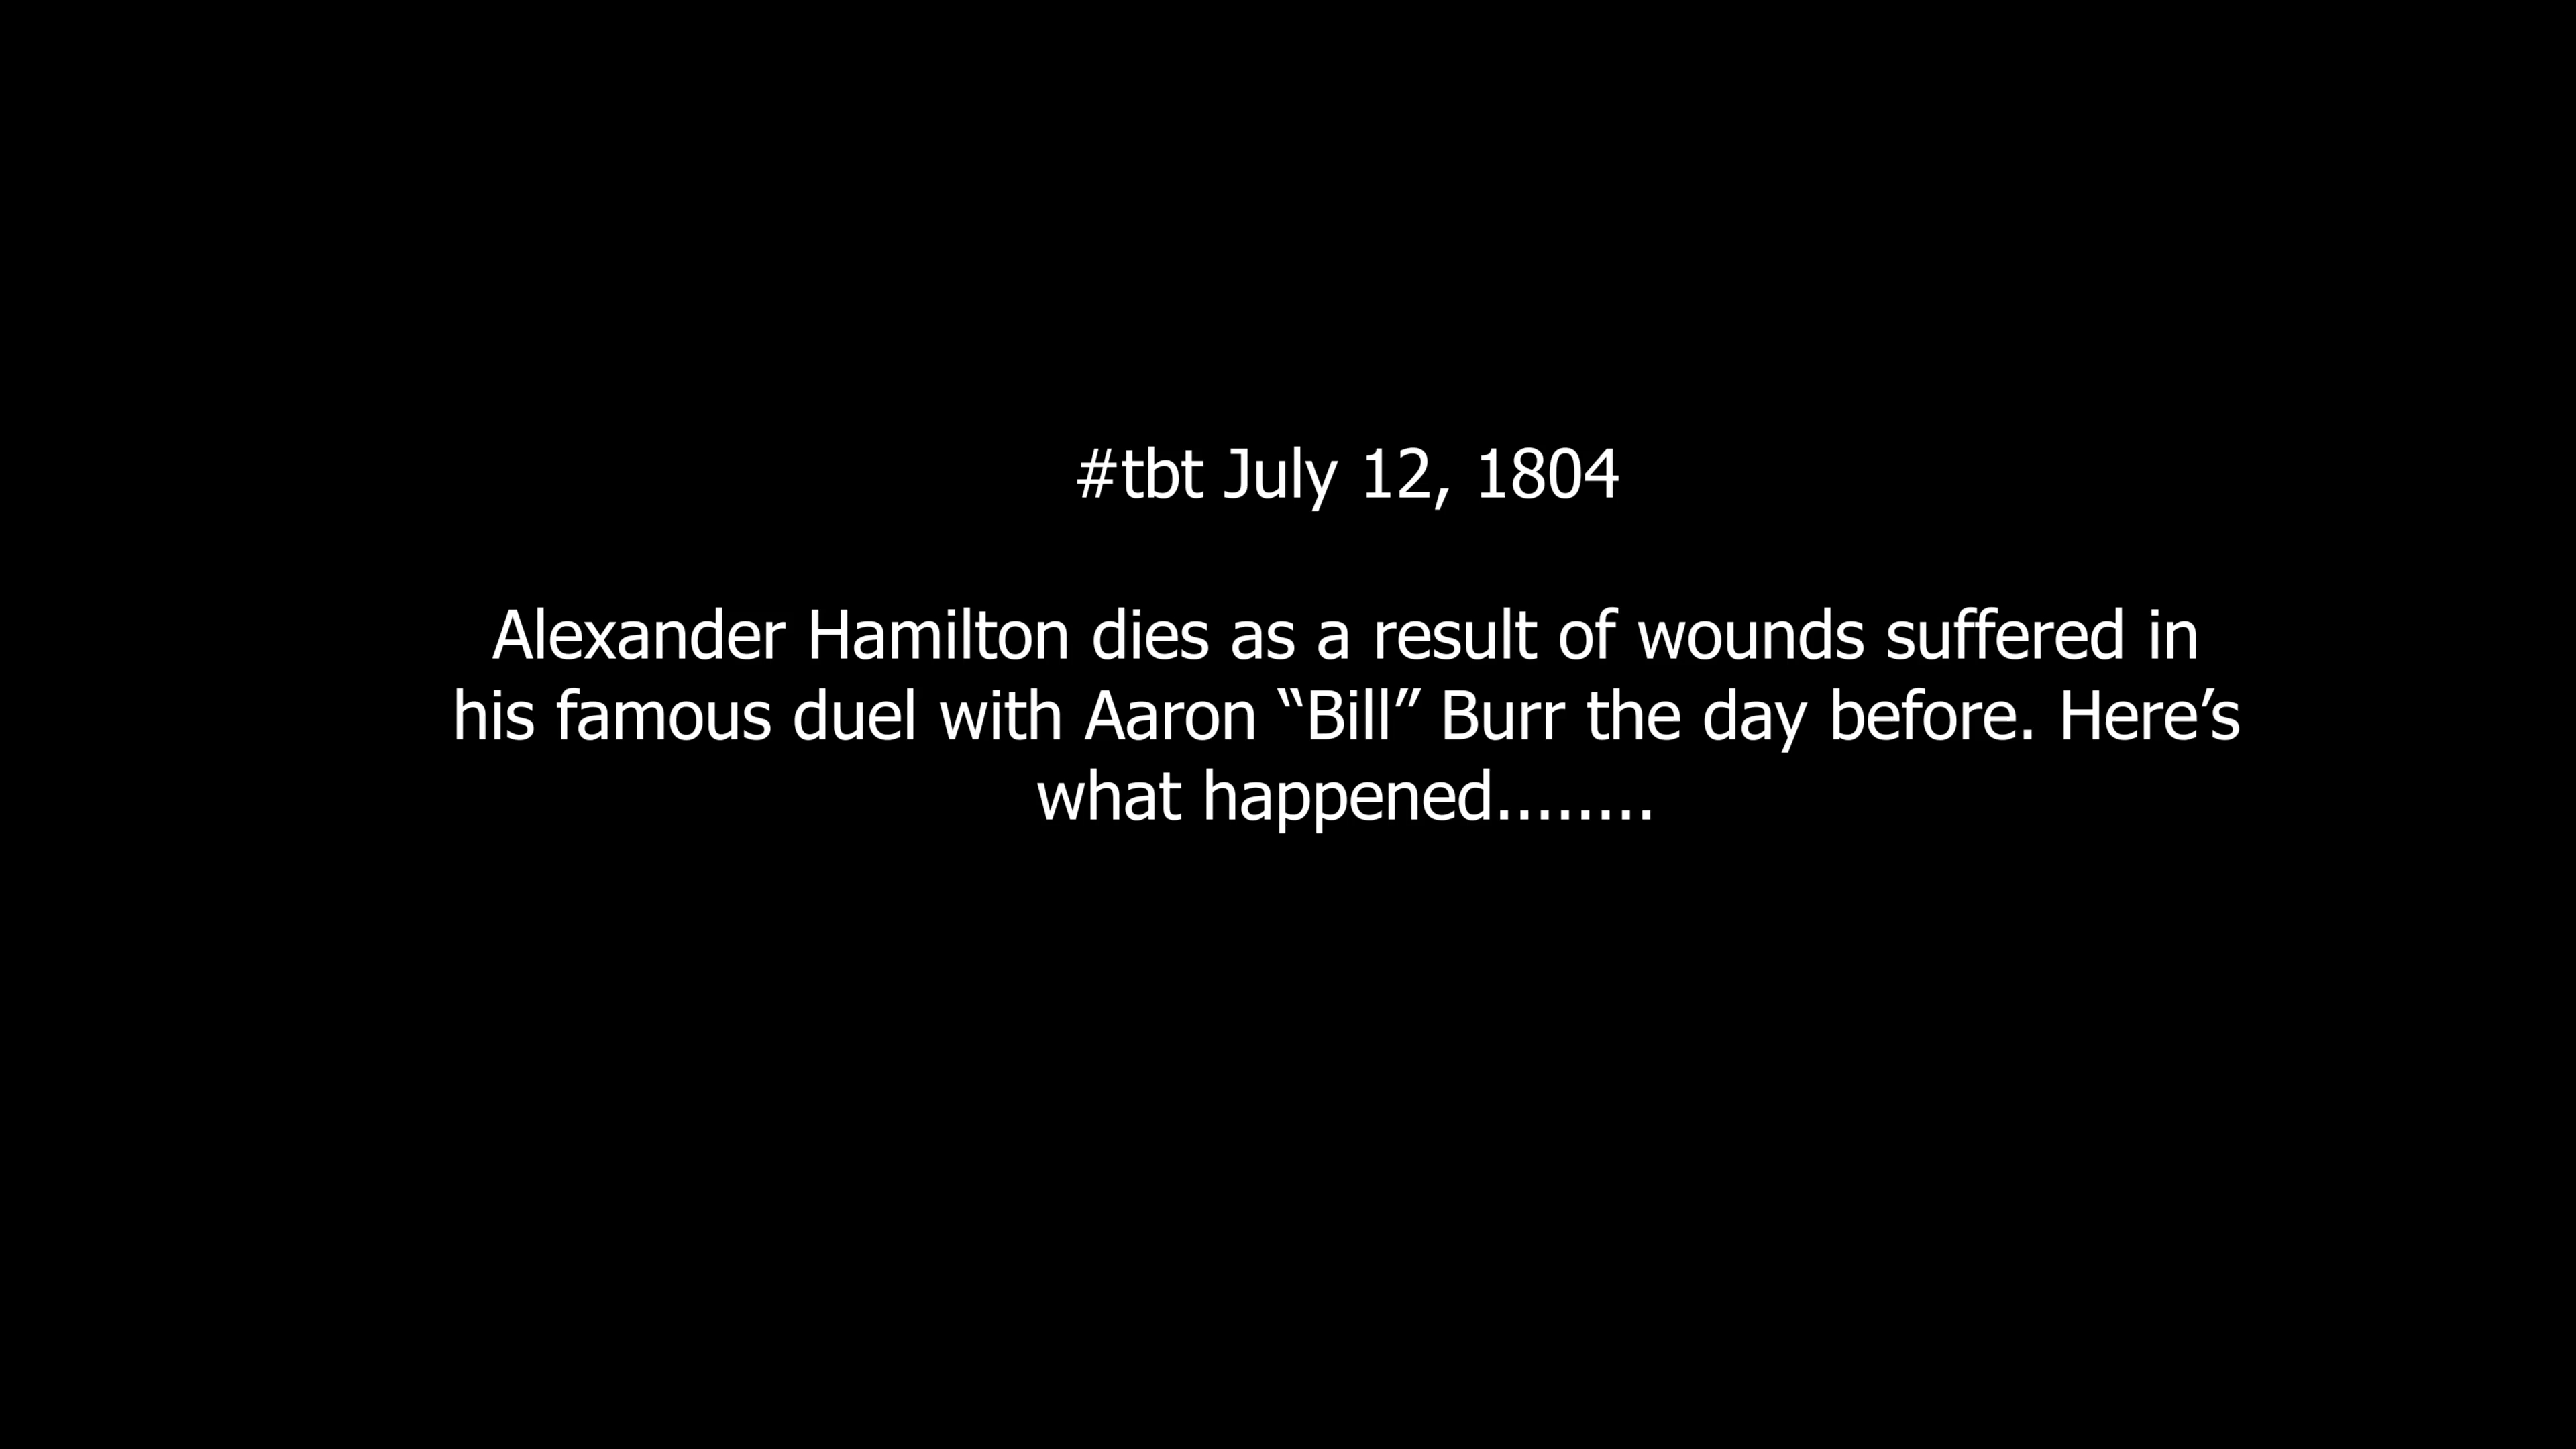 #tbt July 12, 1804
Alexander Hamilton dies as a result of wounds suffered in
his famous duel with Aaron “Bill” Burr the day before. Here’s
what happened........